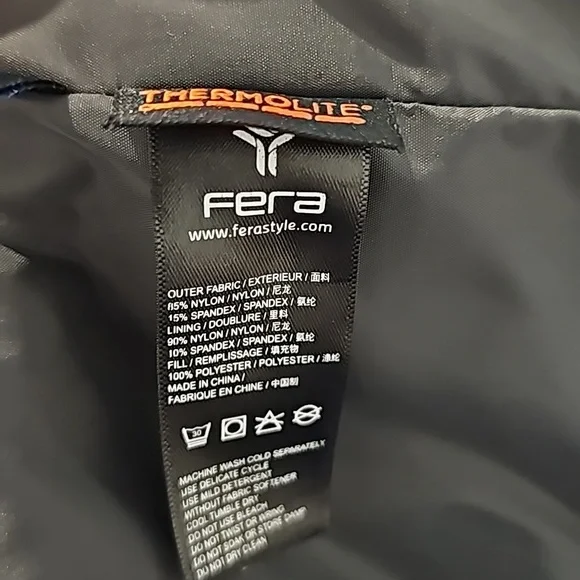 THERMOLITE®
Fera
www.ferastyle.com
OUTER FABRIC / EXTERIEUR / 面料
85% NYLON / NYLON / 尼龙
15% SPANDEX / SPANDEX / 氨纶
LINING / DOUBLURE / 里料
90% NYLON / NYLON / 尼龙
10% SPANDEX / SPANDEX / 氨纶
FILL / REMPLISSAGE / 填充物
100% POLYESTER / POLYESTER / 涤纶
MADE IN CHINA /
FABRIQUE EN CHINE / 中国制
30
MACHINE WASH COLD SEPARATELY
USE DELICATE CYCLE
USE MILD DETERGENT
WITHOUT FABRIC SOFTENER
COOL TUMBLE DRY
DO NOT USE BLEACH
DO NOT TWIST OR WRING
DO NOT SOAK OR STORE DAMP
DO NOT DRY CLEAN